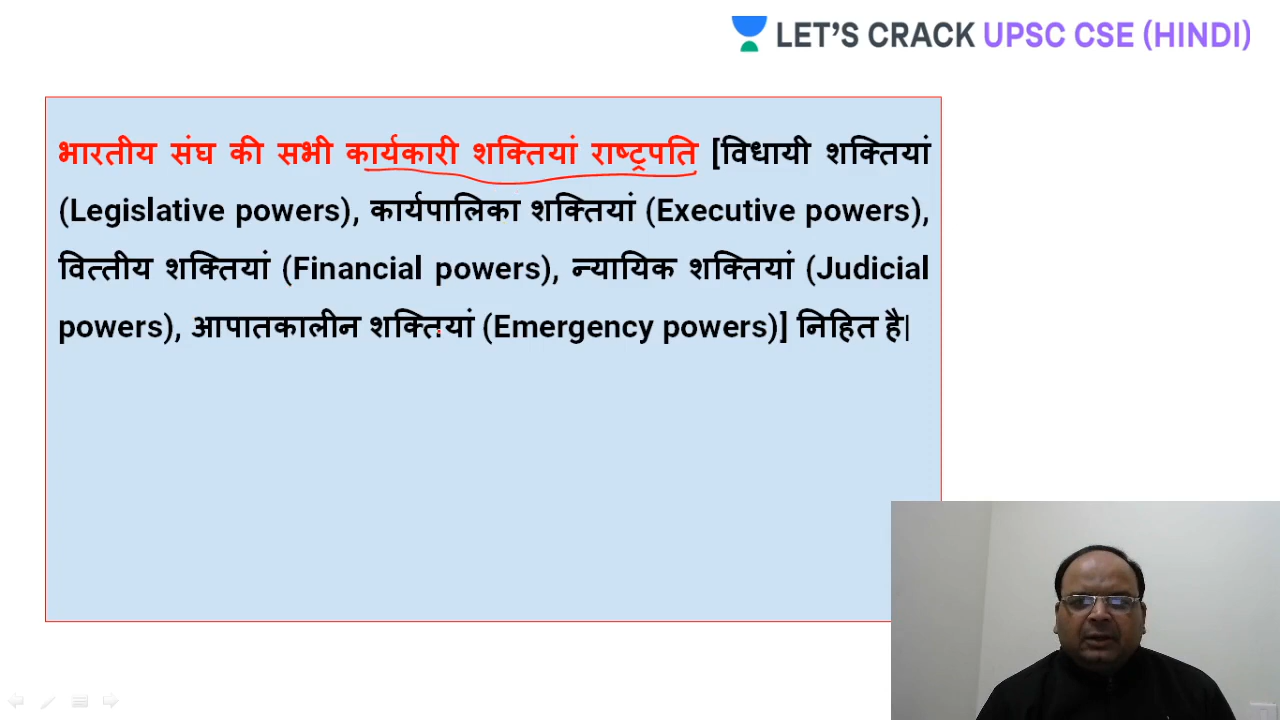 LET'S CRACK UPSC CSE (HINDI)
भारतीय संघ की सभी कार्यकारी शक्तियां राष्ट्रपति [विधायी शक्तियां
(Legislative powers), कार्यपालिका शक्तियां (Executive powers),
वित्तीय शक्तियां (Financial powers), न्यायिक शक्तियां (Judicial
powers), आपातकालीन शक्तियां (Emergency powers)] निहित है|